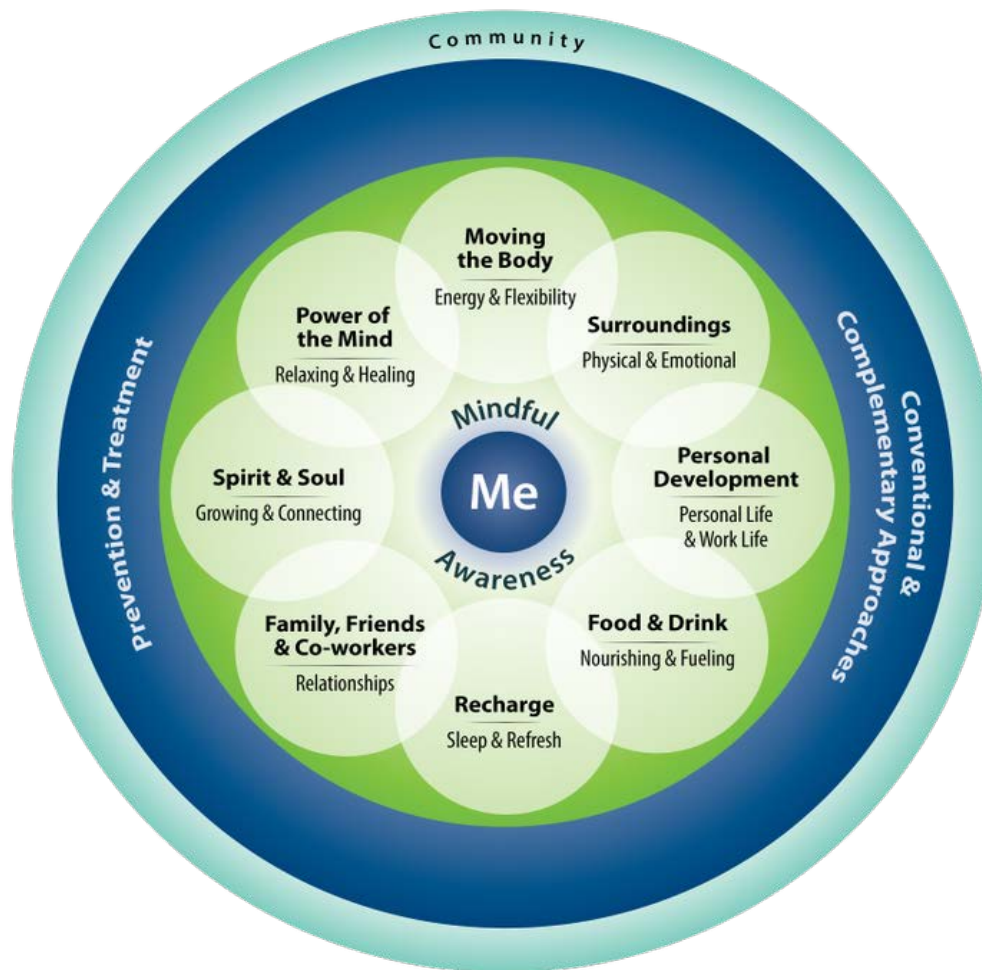 Community
Moving
the Body
Energy & Flexibility
Surroundings
Physical & Emotional
Personal
Development
Personal Life
& Work Life
Food & Drink
Nourishing & Fueling
Recharge
Sleep & Refresh
Family, Friends
& Co-workers
Relationships
Spirit & Soul
Growing & Connecting
Power of
the Mind
Relaxing & Healing
Mindful
Me
Awareness
Prevention & Treatment
Conventional &
Complementary Approaches